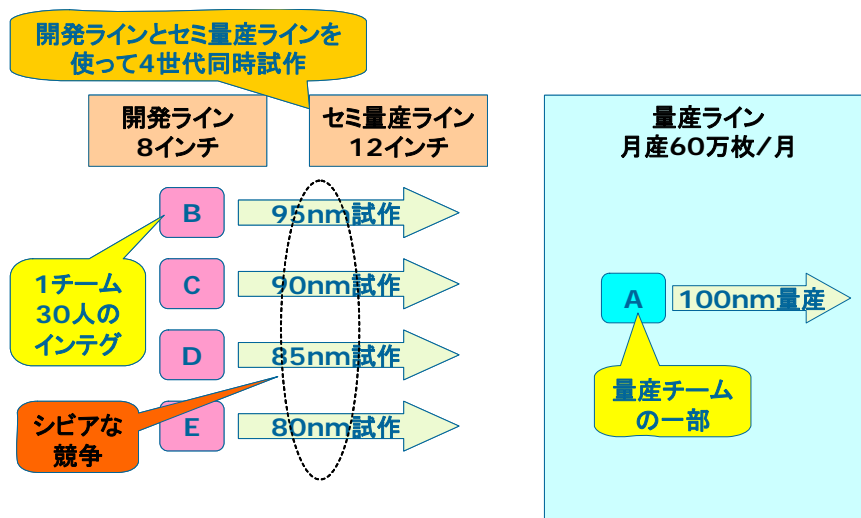 開発ラインとセミ量産ラインを
使って4世代同時試作
開発ライン
8インチ
セミ量産ライン
12インチ
量産ライン
月産60万枚/月
B
95nm試作
1チーム
30人の
インテグ
C
90nm試作
A
100nm量産
D
85nm試作
量産チーム
の一部
シビアな
競争
E
80nm試作